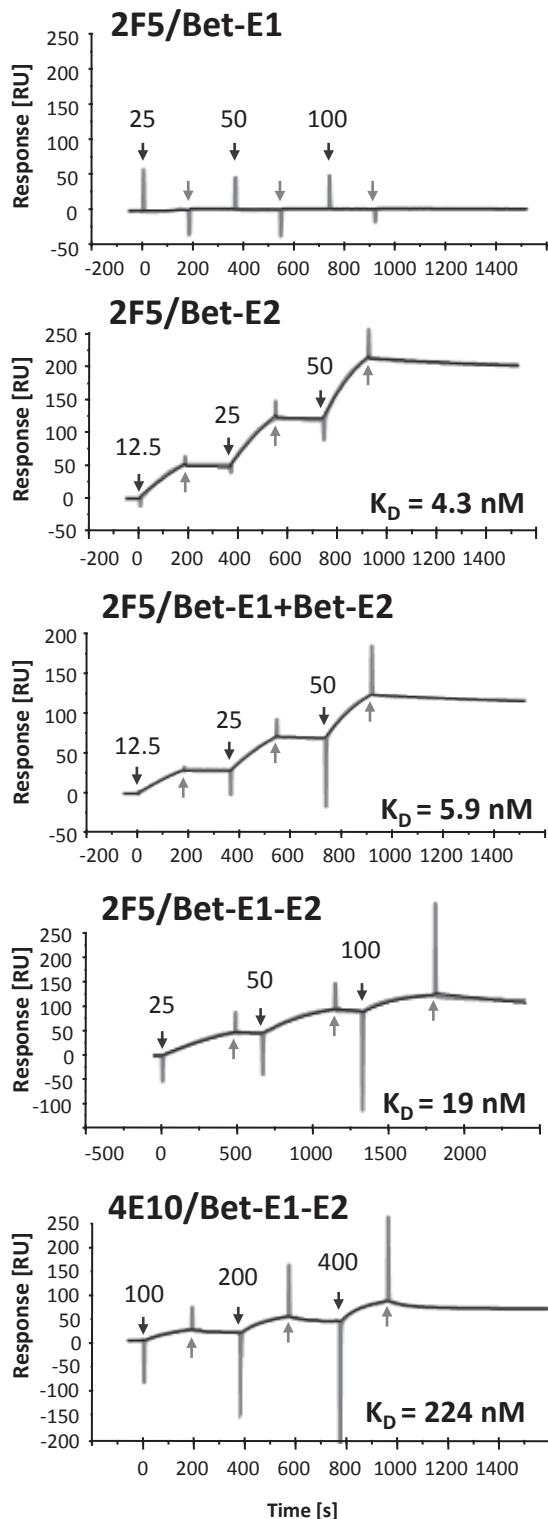 2F5/Bet-E1
Response [RU]
250
200
150
100
50
0
-50
25 50 100
-200 0 200 400 600 800 1000 1200 1400
2F5/Bet-E2
Response [RU]
250
200
150
100
50
0
-50
12.5 25 50
K_D = 4.3 nM
-200 0 200 400 600 800 1000 1200 1400
2F5/Bet-E1+Bet-E2
Response [RU]
200
150
100
50
0
-50
12.5 25 50
K_D = 5.9 nM
-200 0 200 400 600 800 1000 1200 1400
2F5/Bet-E1-E2
Response [RU]
250
200
150
100
50
0
-50
-100
25 50 100
K_D = 19 nM
-500 0 500 1000 1500 2000
4E10/Bet-E1-E2
Response [RU]
250
200
150
100
50
0
-50
-100
-150
-200
100 200 400
K_D = 224 nM
0 200 400 600 800 1000 1200 1400
Time [s]